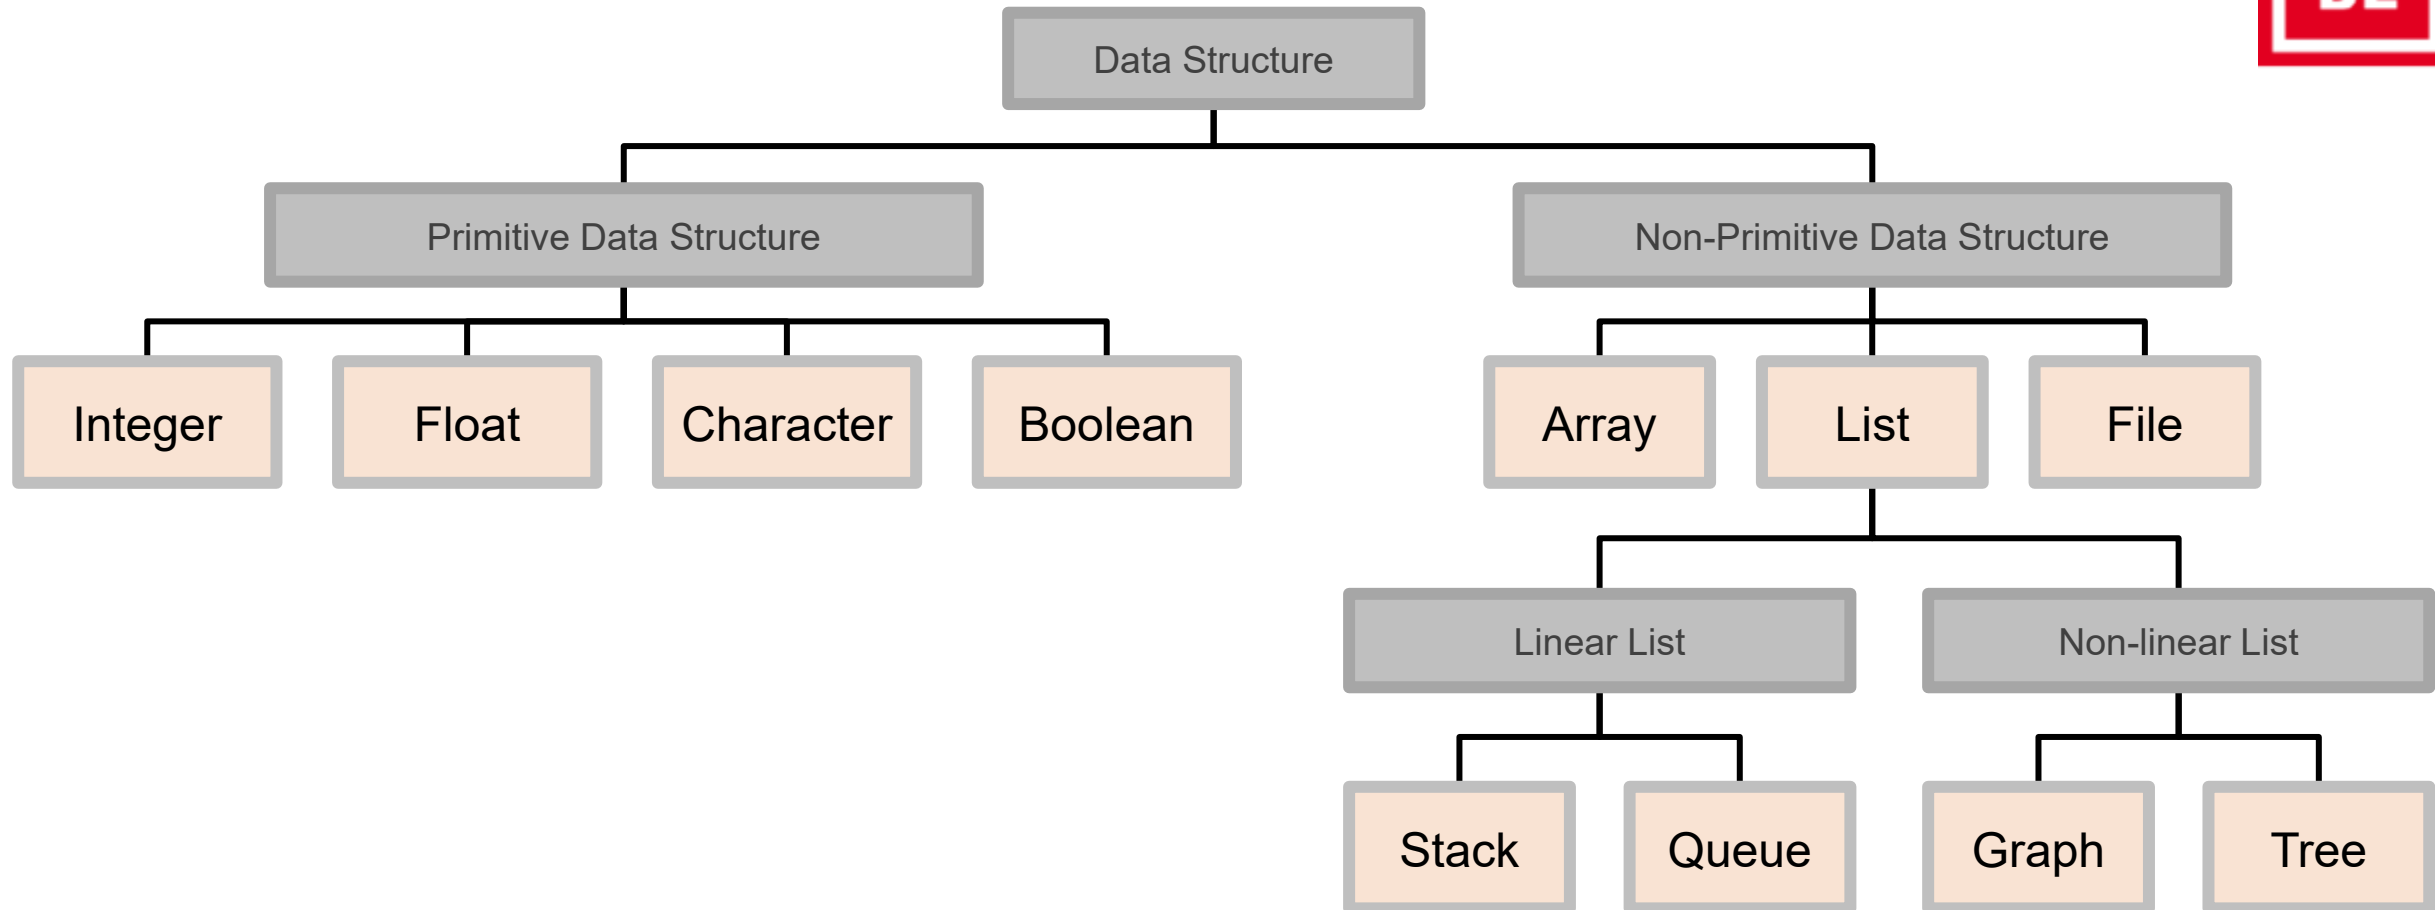 Data Structure
Primitive Data Structure
Non-Primitive Data Structure
Integer
Float
Character
Boolean
Array
List
File
Linear List
Non-linear List
Stack
Queue
Graph
Tree